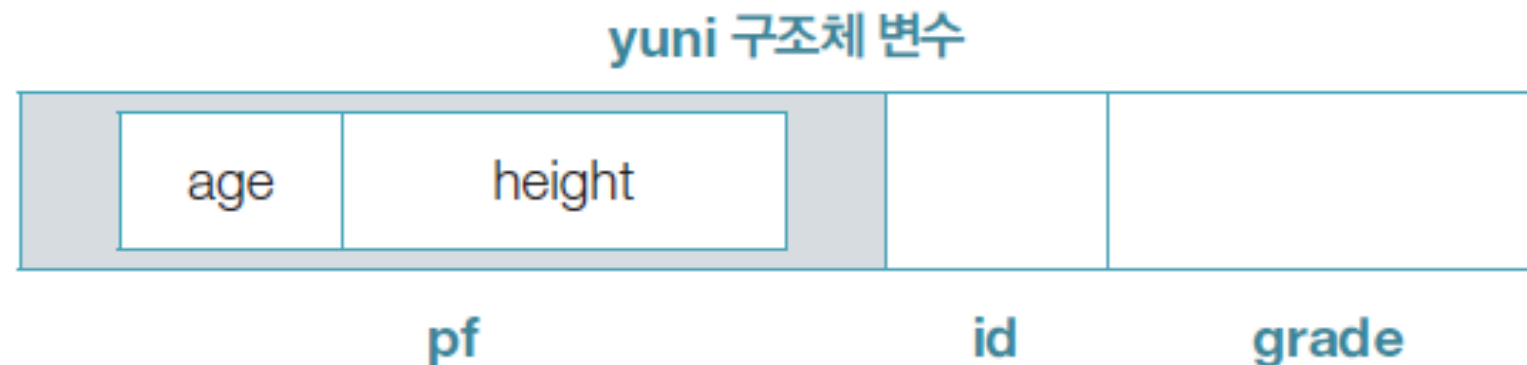 yuni 구조체 변수
age height
pf id grade